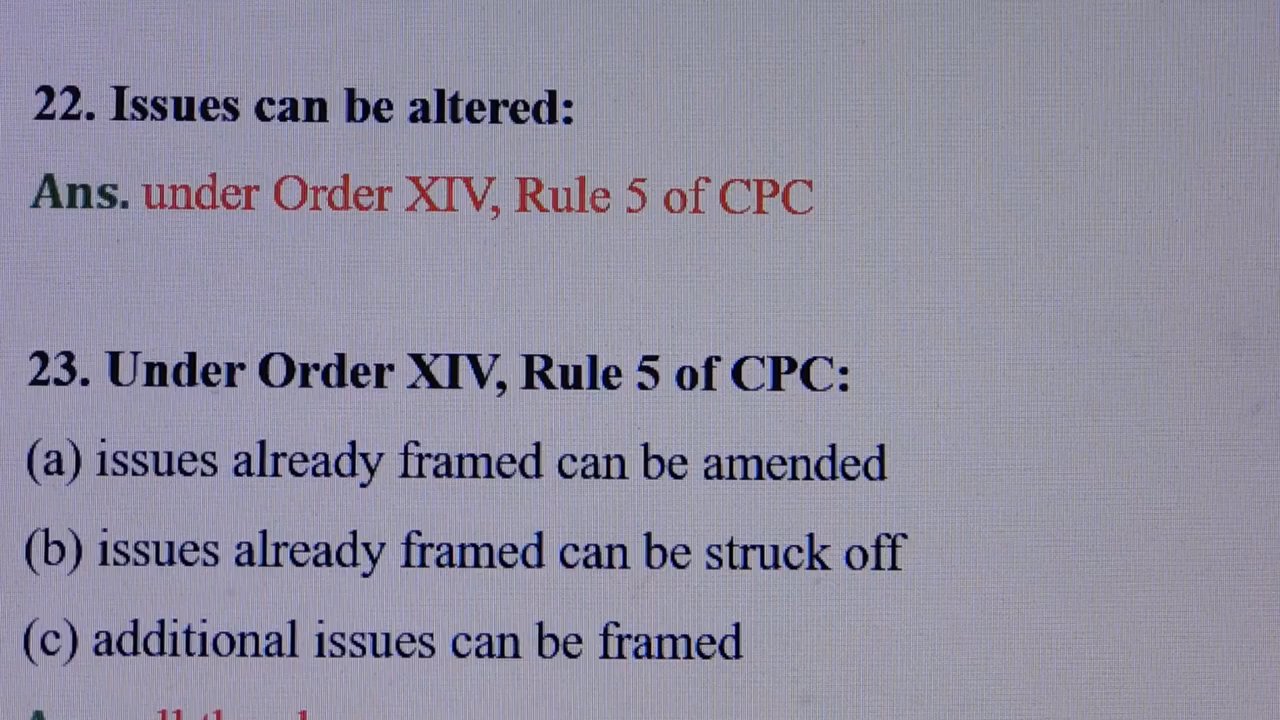 22. Issues can be altered:
Ans. under Order XIV, Rule 5 of CPC
23. Under Order XIV, Rule 5 of CPC:
(a) issues already framed can be amended
(b) issues already framed can be struck off
(c) additional issues can be framed